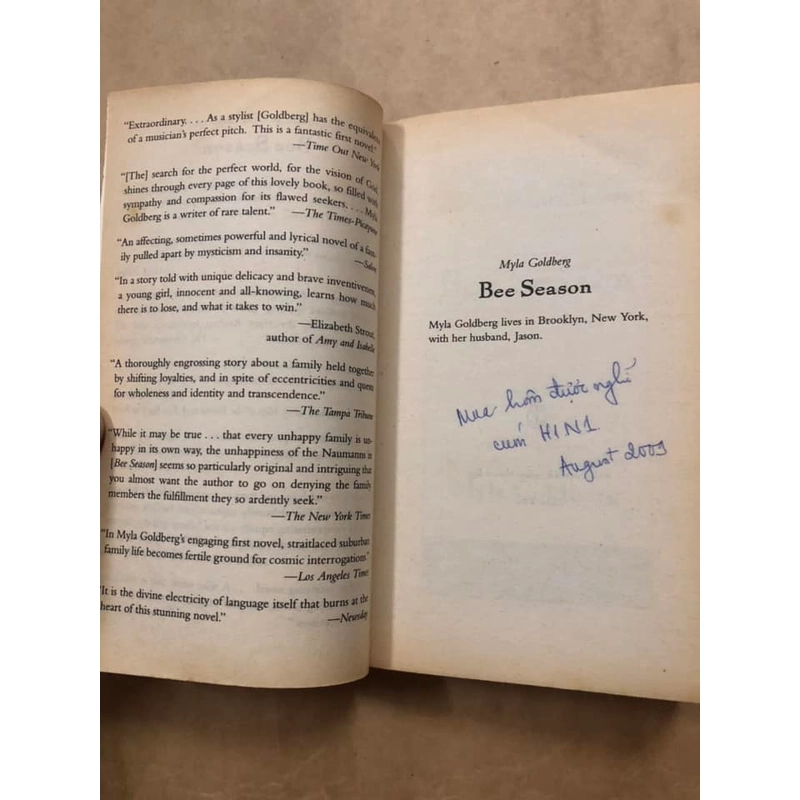 "Extraordinary. . . . As a stylist [Goldberg] has the equivalent
of a musician's perfect pitch. This is a fantastic first novel."
—Time Out New York
"[The] search for the perfect world, for the vision of God,
shines through every page of this lovely book, so filled with
sympathy and compassion for its flawed seekers. . . . Myla
Goldberg is a writer of rare talent." —The Times-Picayune
"An affecting, sometimes powerful and lyrical novel of a fam-
ily pulled apart by mysticism and insanity."
—Salon
"In a story told with unique delicacy and brave inventiveness,
a young girl, innocent and all-knowing, learns how much
there is to lose, and what it takes to win."
—Elizabeth Strout,
author of Amy and Isabelle
"A thoroughly engrossing story about a family held together
by shifting loyalties, and in spite of eccentricities and quests
for wholeness and identity and transcendence."
—The Tampa Tribune
"While it may be true . . . that every unhappy family is un-
happy in its own way, the unhappiness of the Naumanns in
[Bee Season] seems so particularly original and intriguing that
you almost want the author to go on denying the family
members the fulfillment they so ardently seek."
—The New York Times
"In Myla Goldberg's engaging first novel, straitlaced suburban
family life becomes fertile ground for cosmic interrogations."
—Los Angeles Times
"It is the divine electricity of language itself that burns at the
heart of this stunning novel."
—Newsday
Myla Goldberg
Bee Season
Myla Goldberg lives in Brooklyn, New York,
with her husband, Jason.
Mua hôm được nghỉ
cúm H1N1
August 2009